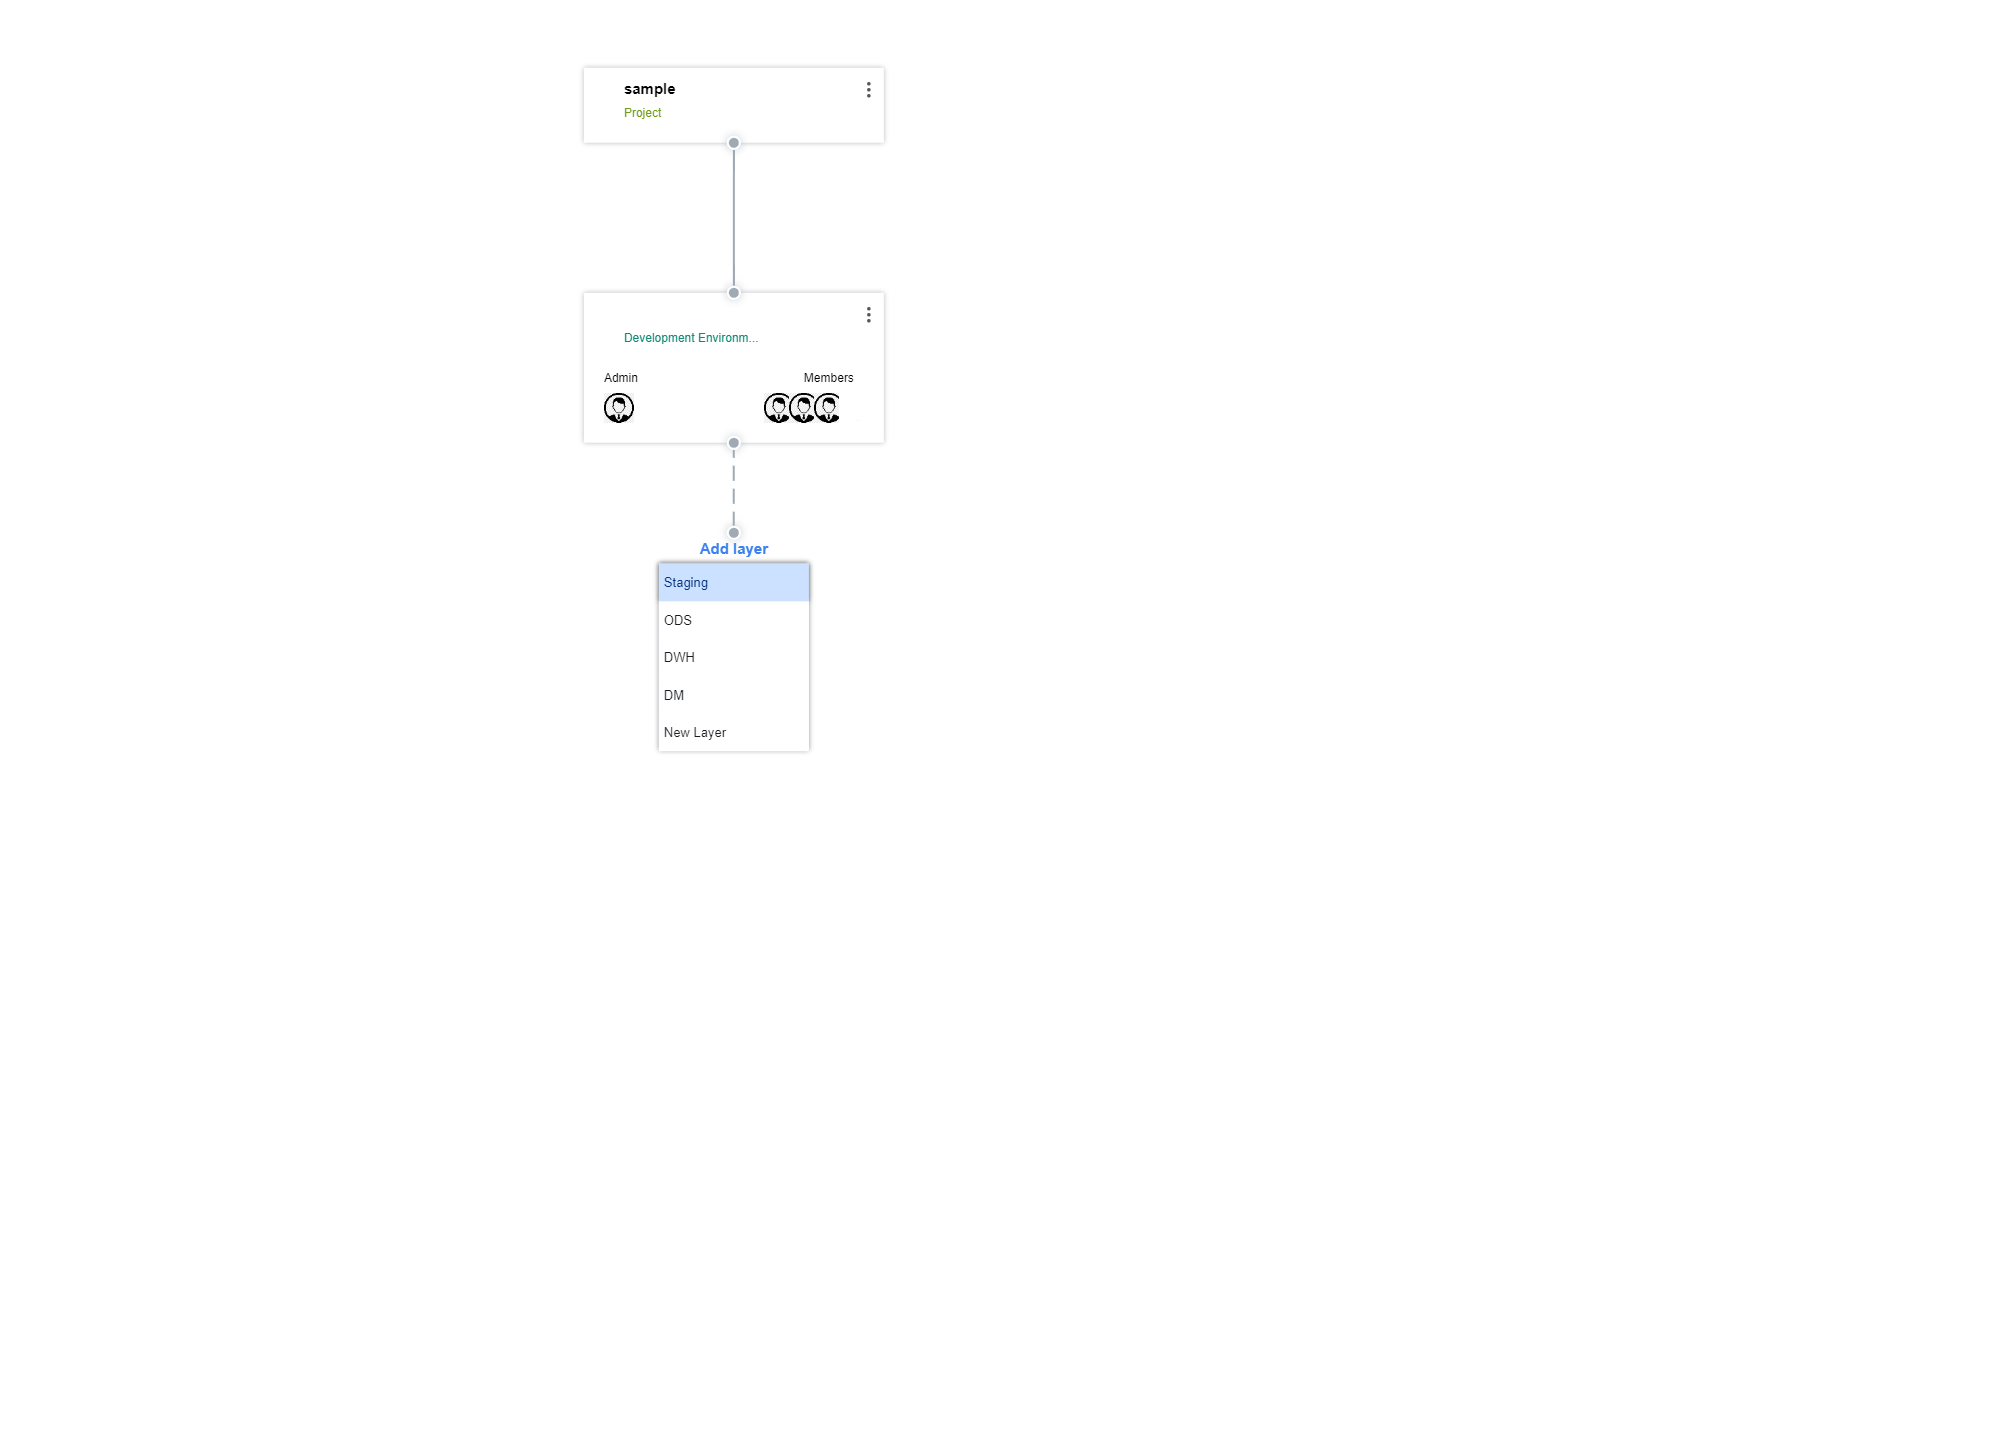 sample
Project
Development Environm...
Admin
Members
Add layer
Staging
ODS
DWH
DM
New Layer